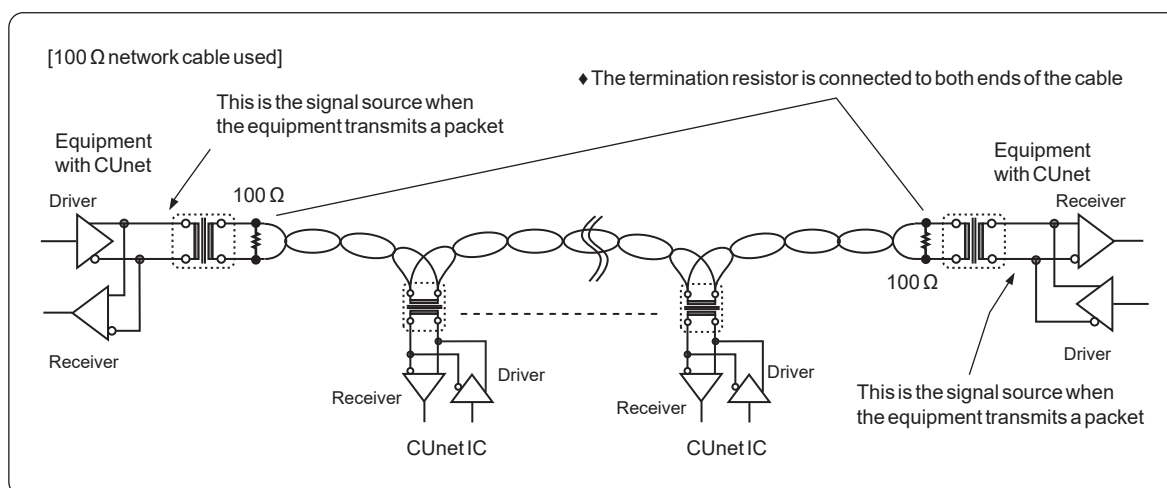 [100 Ω network cable used]
♦ The termination resistor is connected to both ends of the cable
This is the signal source when
the equipment transmits a packet
Equipment
with CUnet
Driver
100 Ω
Receiver
Equipment
with CUnet
Receiver
100 Ω
Driver
This is the signal source when
the equipment transmits a packet
Receiver
Driver
CUnet IC
Receiver
Driver
CUnet IC